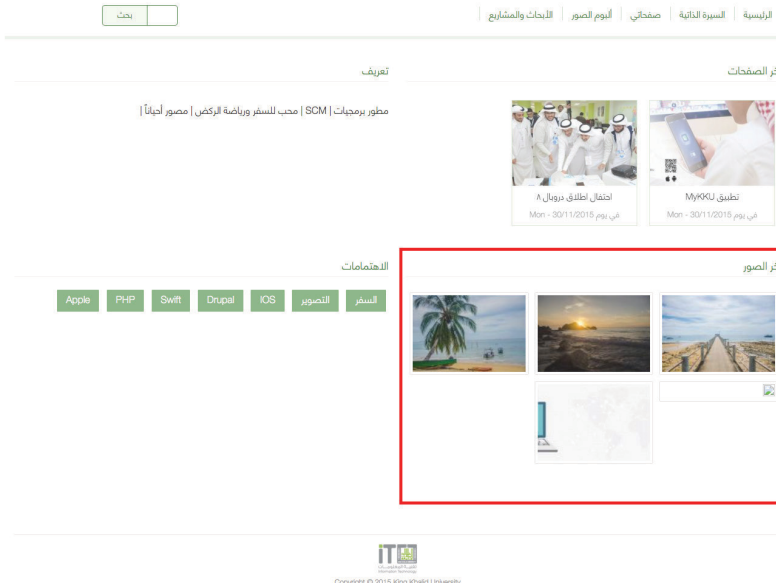 الرئيسية
السيرة الذاتية
صفحاتي
ألبوم الصور
الأبحاث والمشاريع
بحث
الصفحات
تطبيق MyKKU
في يوم Mon - 30/11/2015
احتفال اطلاق دروبال ٨
في يوم Mon - 30/11/2015
تعريف
مطور برمجيات | SCM | محب للسفر ورياضة الركض | مصور أحياناً |
الصور
الاهتمامات
السفر
التصوير
IOS
Drupal
Swift
PHP
Apple
iT
Copyright © 2015 King Khalid University